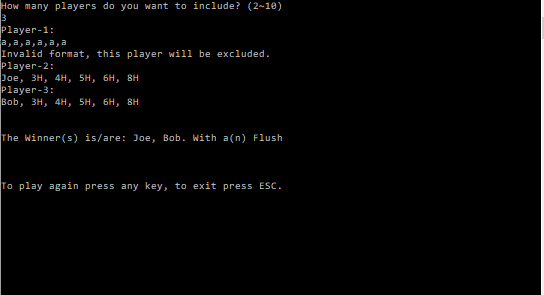 How many players do you want to include? (2~10)
3
Player-1:
a,a,a,a,a,a
Invalid format, this player will be excluded.
Player-2:
Joe, 3H, 4H, 5H, 6H, 8H
Player-3:
Bob, 3H, 4H, 5H, 6H, 8H
The Winner(s) is/are: Joe, Bob. With a(n) Flush
To play again press any key, to exit press ESC.